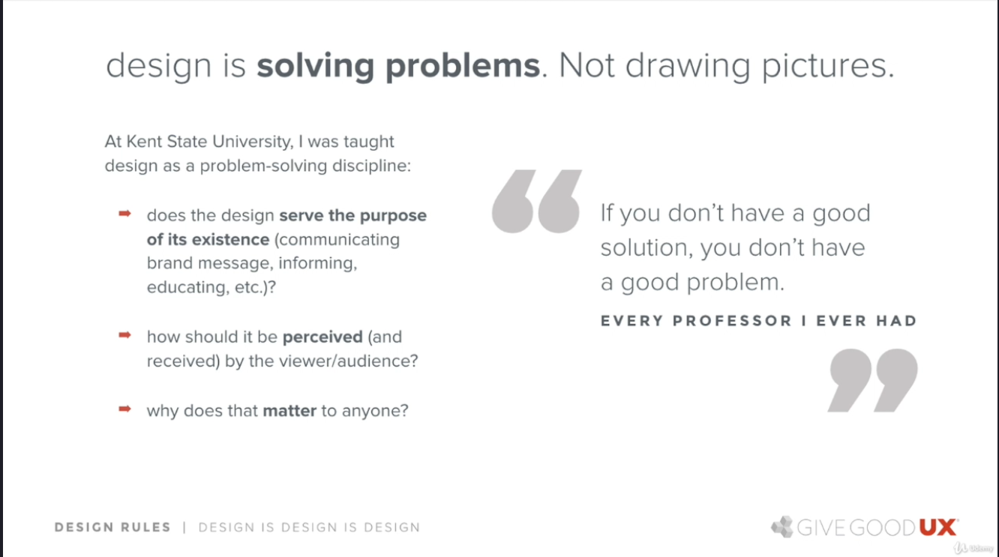 design is solving problems. Not drawing pictures.
At Kent State University, I was taught
design as a problem-solving discipline:
➡ does the design serve the purpose
of its existence (communicating
brand message, informing,
educating, etc.)?
➡ how should it be perceived (and
received) by the viewer/audience?
➡ why does that matter to anyone?
“
If you don’t have a good
solution, you don’t have
a good problem.
EVERY PROFESSOR I EVER HAD
”
DESIGN RULES | DESIGN IS DESIGN IS DESIGN
GIVEGOODUX
Udemy